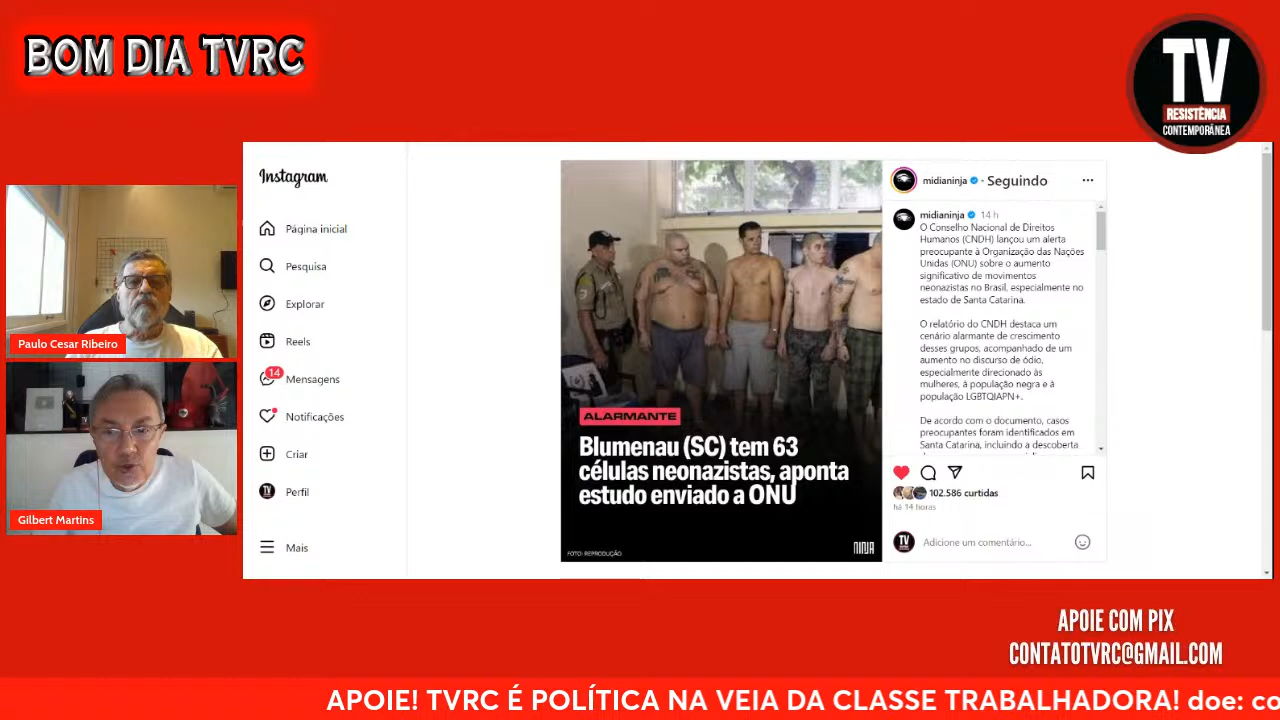 BOM DIA TVRC
TV
RESISTÊNCIA
CONTEMPORÂNEA
Paulo Cesar Ribeiro
Gilbert Martins
Instagram
Página inicial
Pesquisa
Explorar
Reels
14
Mensagens
Notificações
Criar
Perfil
Mais
ALARMANTE
Blumenau (SC) tem 63
células neonazistas, aponta
estudo enviado a ONU
FOTO: REPRODUÇÃO
NINJA
midianinja • Seguindo
midianinja 14 h
O Conselho Nacional de Direitos
Humanos (CNDH) lançou um alerta
preocupante à Organização das Nações
Unidas (ONU) sobre o aumento
significativo de movimentos
neonazistas no Brasil, especialmente no
estado de Santa Catarina.
O relatório do CNDH destaca um
cenário alarmante de crescimento
desses grupos, acompanhado de um
aumento no discurso de ódio,
especialmente direcionado às
mulheres, à população negra e à
população LGBTQIAPN+.
De acordo com o documento, casos
preocupantes foram identificados em
Santa Catarina, incluindo a descoberta
102.586 curtidas
há 14 horas
Adicione um comentário...
APOIE COM PIX
CONTATOTVRC@GMAIL.COM
APOIE! TVRC É POLÍTICA NA VEIA DA CLASSE TRABALHADORA! doe: co